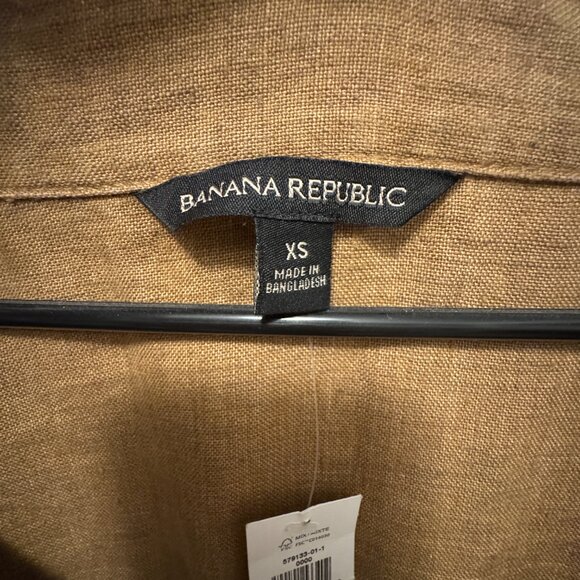 BANANA REPUBLIC
XS
MADE IN
BANGLADESH
579133-01-1
0000